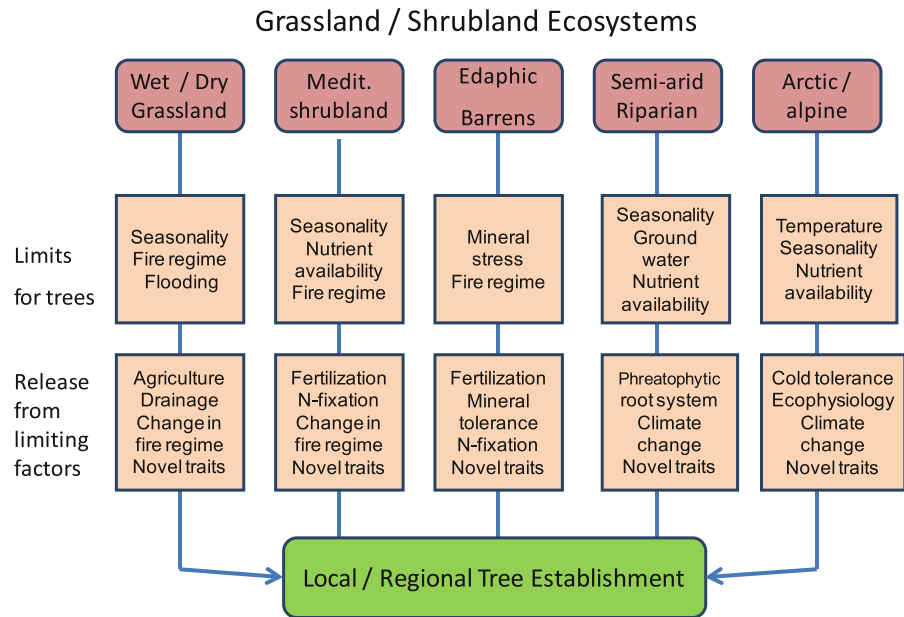 Grassland / Shrubland Ecosystems
Wet / Dry
Grassland
Medit.
shrubland
Edaphic
Barrens
Semi-arid
Riparian
Arctic /
alpine
Limits
for trees
Seasonality
Fire regime
Flooding
Seasonality
Nutrient
availability
Fire regime
Mineral
stress
Fire regime
Seasonality
Ground
water
Nutrient
availability
Temperature
Seasonality
Nutrient
availability
Release
from
limiting
factors
Agriculture
Drainage
Change in
fire regime
Novel traits
Fertilization
N-fixation
Change in
fire regime
Novel traits
Fertilization
Mineral
tolerance
N-fixation
Novel traits
Phreatophytic
root system
Climate
change
Novel traits
Cold tolerance
Ecophysiology
Climate
change
Novel traits
Local / Regional Tree Establishment